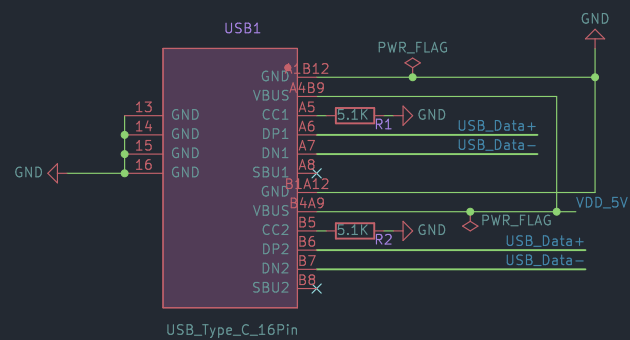 GND
USB1
PWR_FLAG
GND A1B12
VBUS A4B9
13 GND CC1 A5 5.1K R1 GND
14 GND DP1 A6 USB_Data+
15 GND DN1 A7 USB_Data-
GND 16 GND SBU1 A8
GND B1A12
VBUS B4A9 PWR_FLAG VDD_5V
CC2 B5 5.1K R2 GND
DP2 B6 USB_Data+
DN2 B7 USB_Data-
SBU2 B8
USB_Type_C_16Pin